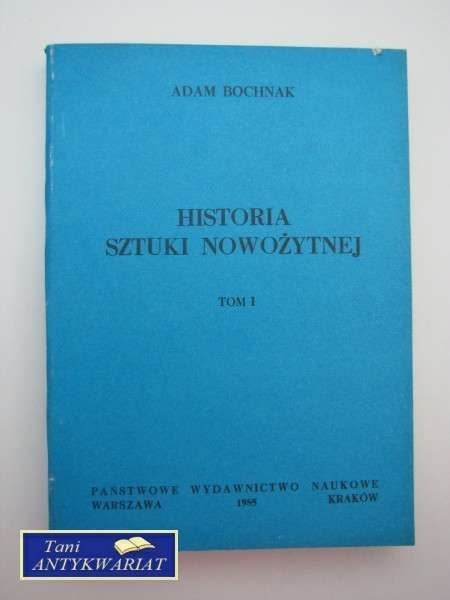 ADAM BOCHNAK
HISTORIA
SZTUKI NOWOŻYTNEJ
TOM I
PAŃSTWOWE WYDAWNICTWO NAUKOWE
WARSZAWA 1985 KRAKÓW
Tani
ANTYKWARIAT